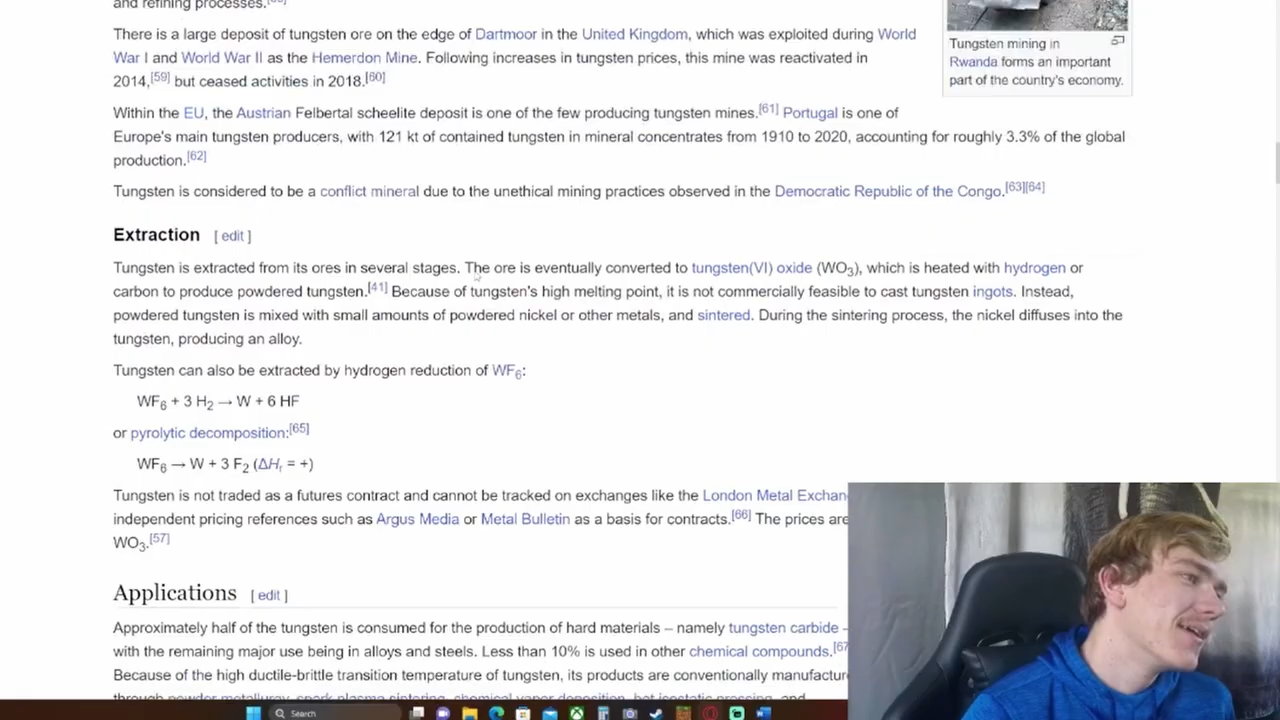 and refining processes.
There is a large deposit of tungsten ore on the edge of Dartmoor in the United Kingdom, which was exploited during World
War I and World War II as the Hemerdon Mine. Following increases in tungsten prices, this mine was reactivated in
2014,[59] but ceased activities in 2018.[60]
Tungsten mining in
Rwanda forms an important
part of the country's economy.
Within the EU, the Austrian Felbertal scheelite deposit is one of the few producing tungsten mines.[61] Portugal is one of
Europe's main tungsten producers, with 121 kt of contained tungsten in mineral concentrates from 1910 to 2020, accounting for roughly 3.3% of the global
production.[62]
Tungsten is considered to be a conflict mineral due to the unethical mining practices observed in the Democratic Republic of the Congo.[63][64]
Extraction [ edit ]
Tungsten is extracted from its ores in several stages. The ore is eventually converted to tungsten(VI) oxide (WO3), which is heated with hydrogen or
carbon to produce powdered tungsten.[41] Because of tungsten's high melting point, it is not commercially feasible to cast tungsten ingots. Instead,
powdered tungsten is mixed with small amounts of powdered nickel or other metals, and sintered. During the sintering process, the nickel diffuses into the
tungsten, producing an alloy.
Tungsten can also be extracted by hydrogen reduction of WF6:
WF6 + 3 H2 → W + 6 HF
or pyrolytic decomposition:[65]
WF6 → W + 3 F2 (ΔHr = +)
Tungsten is not traded as a futures contract and cannot be tracked on exchanges like the London Metal Exchan
independent pricing references such as Argus Media or Metal Bulletin as a basis for contracts.[66] The prices are
WO3.[57]
Applications [ edit ]
Approximately half of the tungsten is consumed for the production of hard materials – namely tungsten carbide –
with the remaining major use being in alloys and steels. Less than 10% is used in other chemical compounds.[67
Because of the high ductile-brittle transition temperature of tungsten, its products are conventionally manufacture
through powder metallurgy, spark plasma sintering, chemical vapor deposition, hot isostatic pressing, and
Search